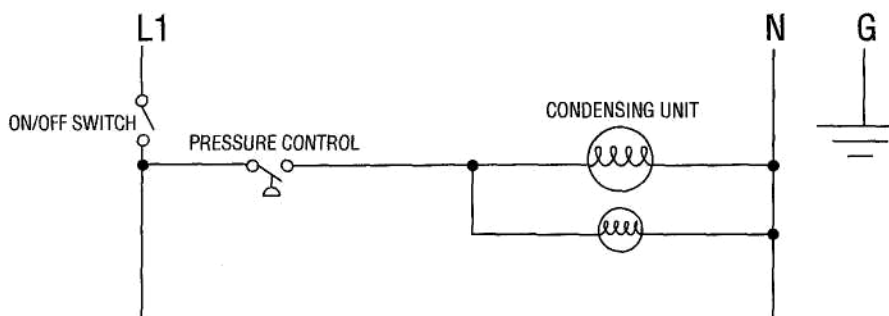 L1
N
G
ON/OFF SWITCH
PRESSURE CONTROL
CONDENSING UNIT